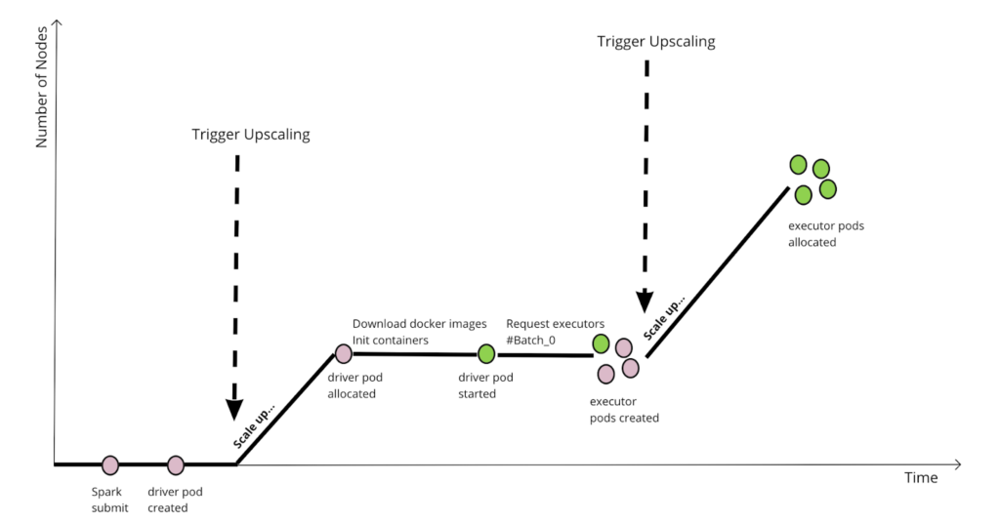 Number of Nodes
Trigger Upscaling
Trigger Upscaling
executor pods
allocated
Scale up...
Download docker images
Init containers
Request executors
#Batch_0
driver pod
allocated
driver pod
started
executor
pods created
Scale up...
Time
Spark
submit
driver pod
created